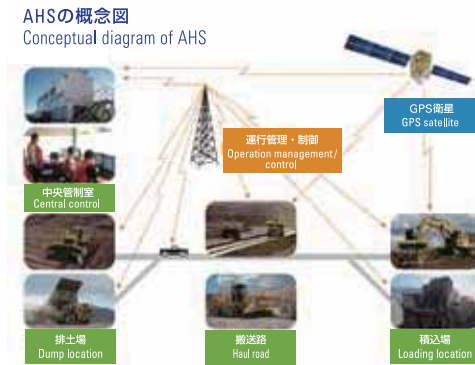 AHSの概念図
Conceptual diagram of AHS
GPS衛星
GPS satellite
運行管理・制御
Operation management/
control
中央管制室
Central control
排土場
Dump location
搬送路
Haul road
積込場
Loading location